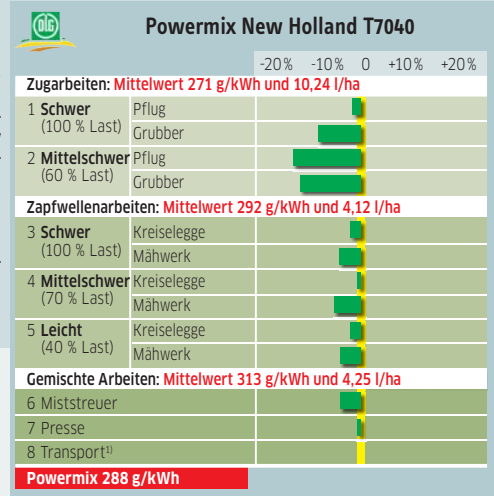 DLG
Powermix New Holland T7040
-20 % -10 % 0 +10 % +20 %
Zugarbeiten: Mittelwert 271 g/kWh und 10,24 l/ha
1 Schwer (100 % Last) Pflug
Grubber
2 Mittelschwer (60 % Last) Pflug
Grubber
Zapfwellenarbeiten: Mittelwert 292 g/kWh und 4,12 l/ha
3 Schwer (100 % Last) Kreiselegge
Mähwerk
4 Mittelschwer (70 % Last) Kreiselegge
Mähwerk
5 Leicht (40 % Last) Kreiselegge
Mähwerk
Gemischte Arbeiten: Mittelwert 313 g/kWh und 4,25 l/ha
6 Miststreuer
7 Presse
8 Transport¹⁾
Powermix 288 g/kWh